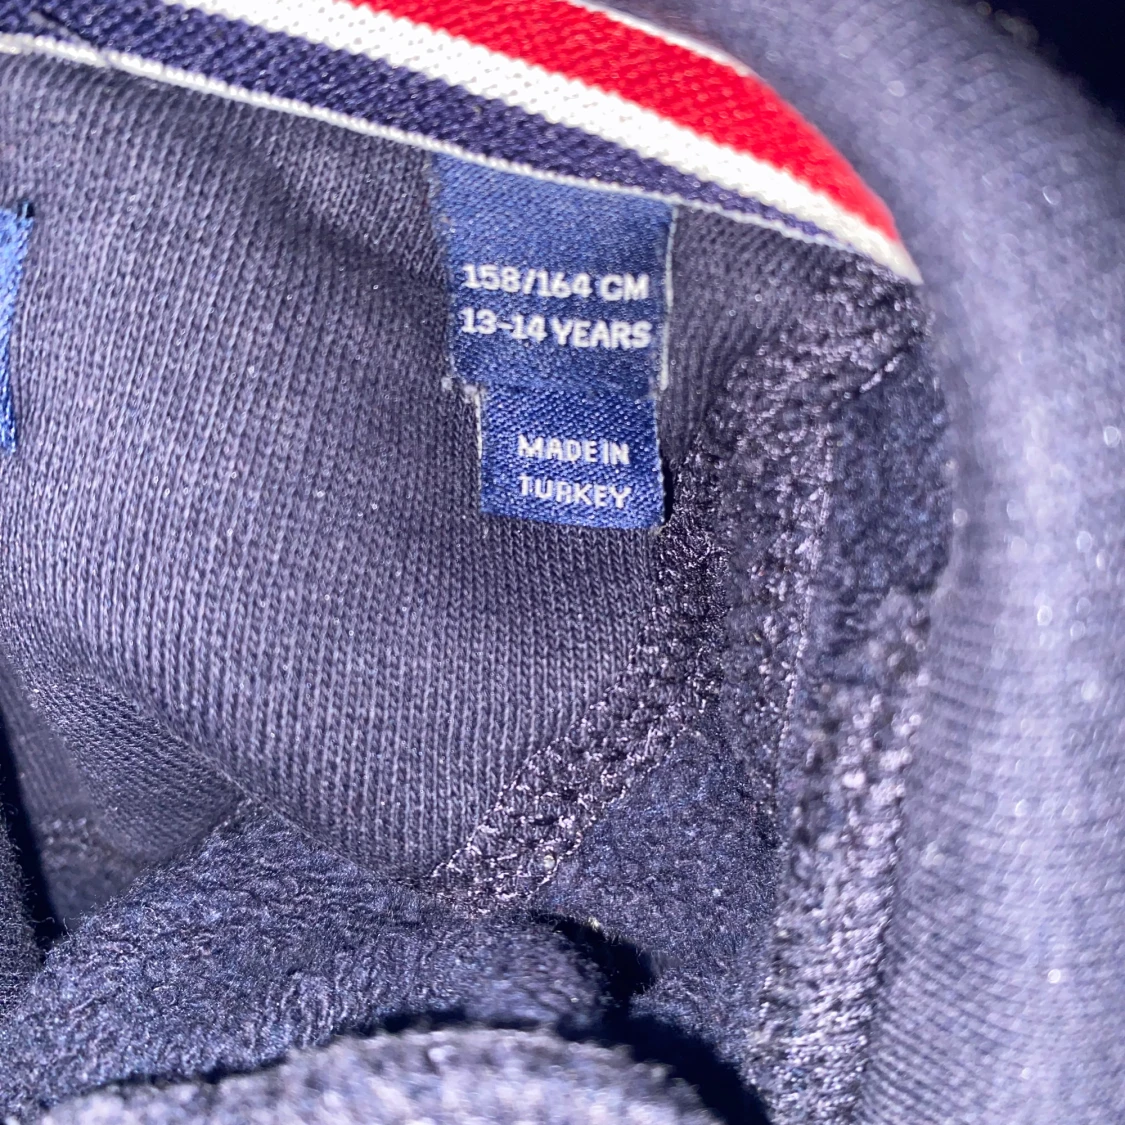 158/164 CM
13-14 YEARS
MADE IN
TURKEY